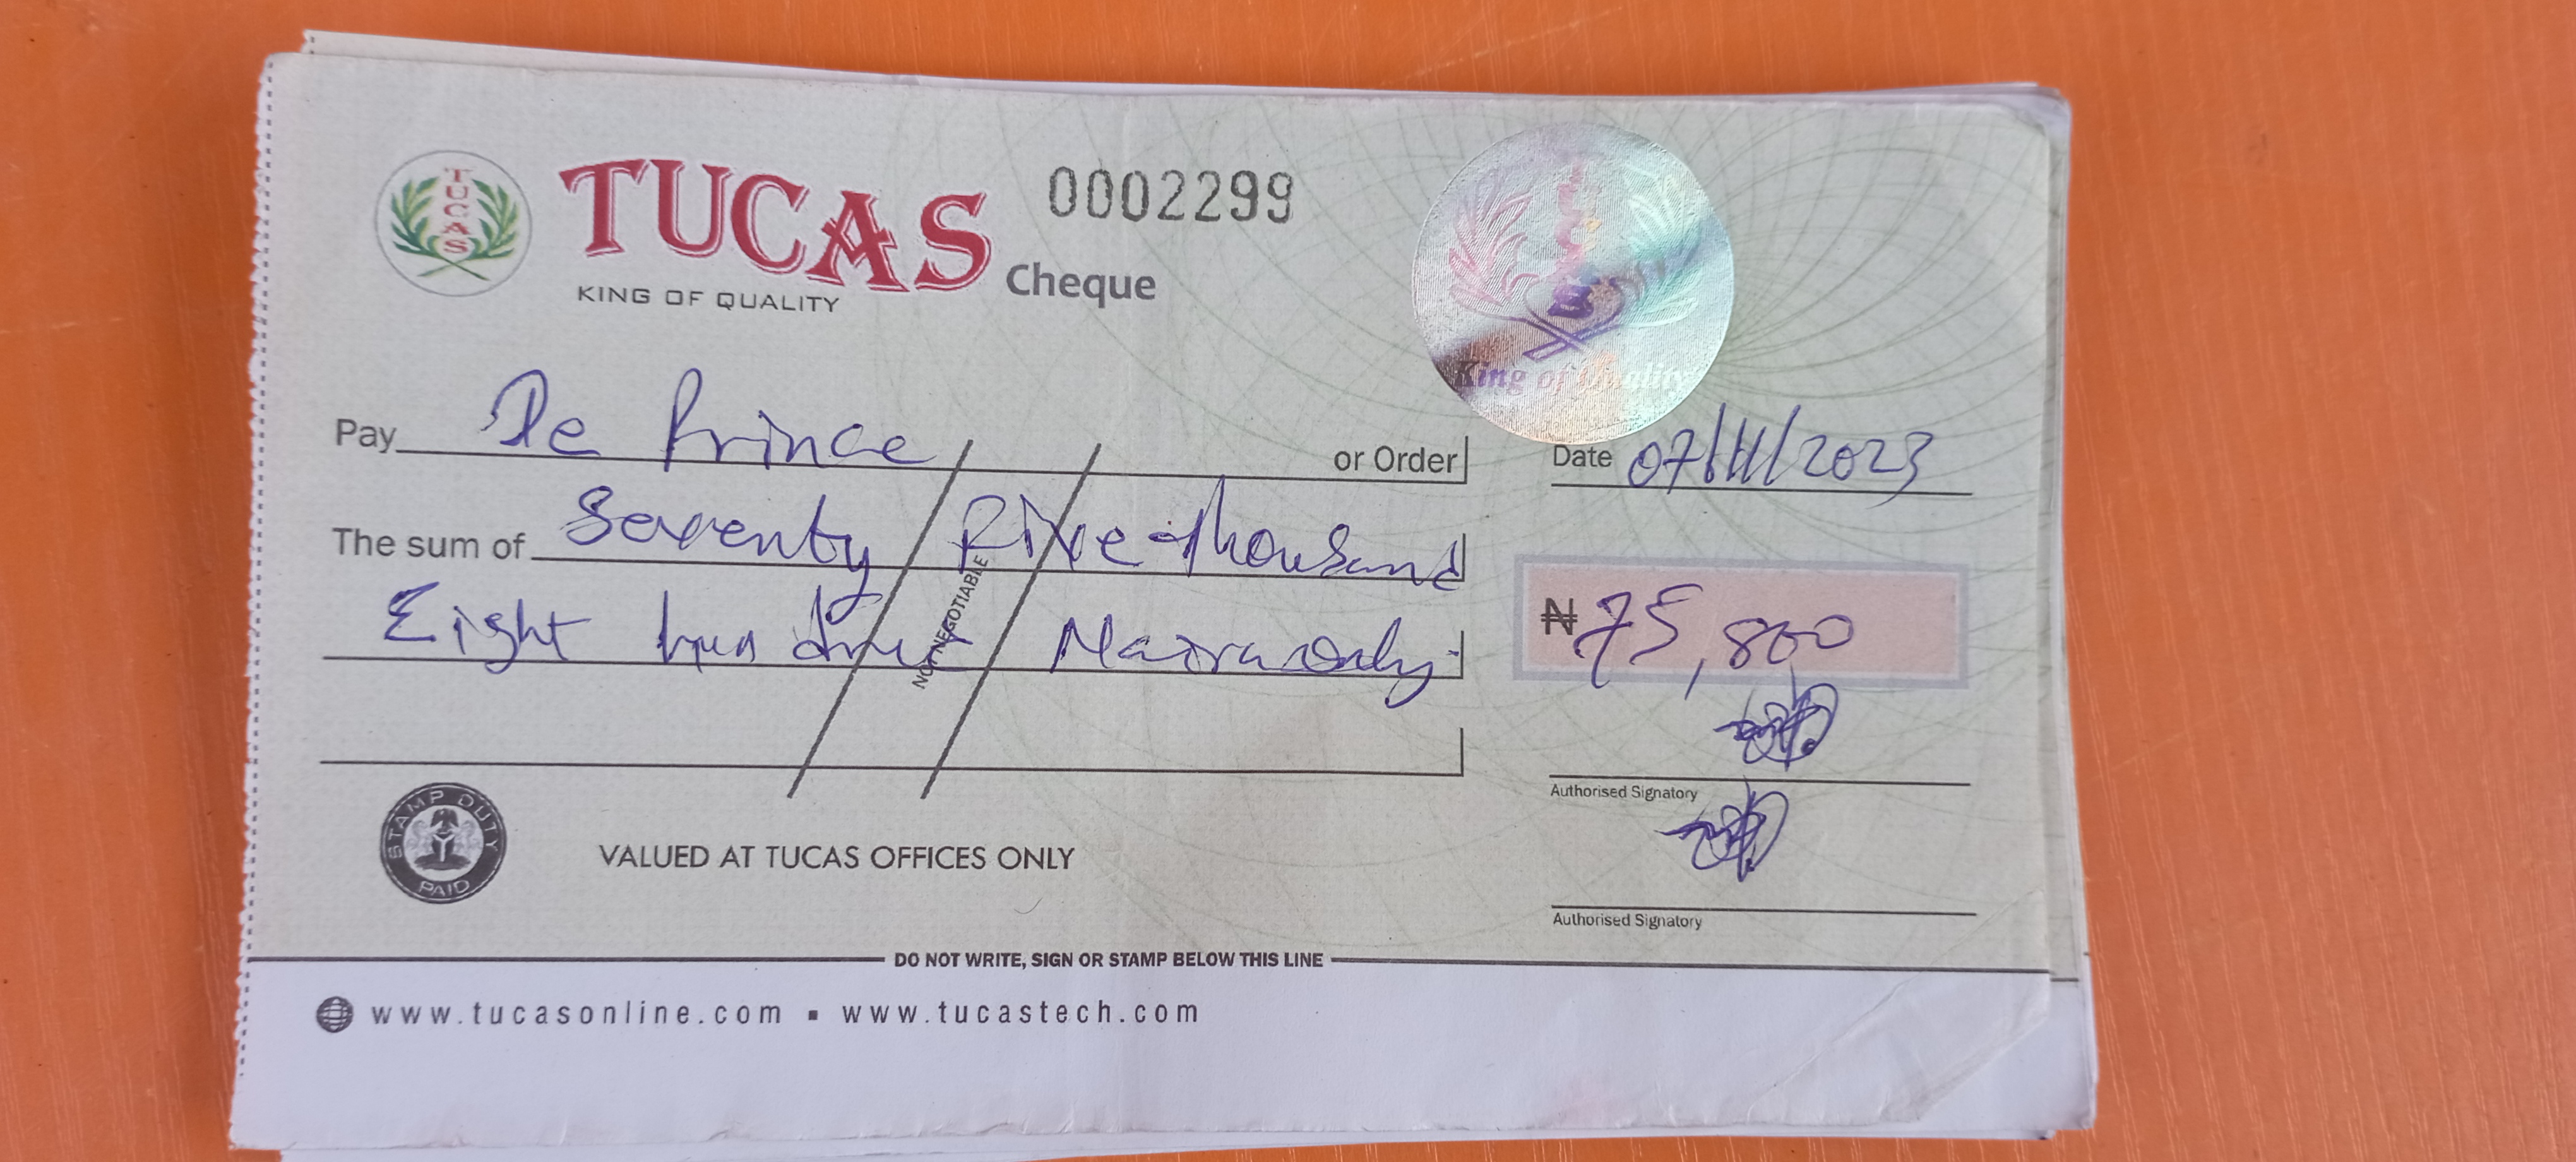 TUCAS
TUCAS
0002299
KING OF QUALITY
Cheque
King of Quality
Pay De Prince or Order
Date 07/11/2023
The sum of Seventy Five Thousand
NOT NEGOTIABLE
₦75,800
Eight hundred Naira only.
Authorised Signatory
STAMP DUTY
PAID
VALUED AT TUCAS OFFICES ONLY
Authorised Signatory
DO NOT WRITE, SIGN OR STAMP BELOW THIS LINE
www.tucasonline.com ▪ www.tucastech.com